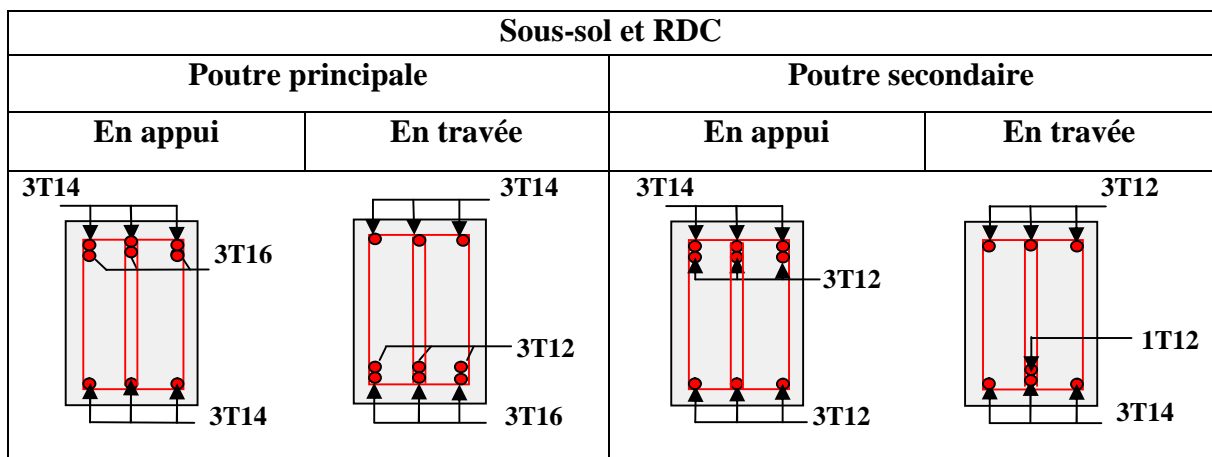 Sous-sol et RDC
Poutre principale
Poutre secondaire
En appui
En travée
En appui
En travée
3T14
3T16
3T14
3T14
3T12
3T16
3T14
3T12
3T12
3T12
1T12
3T14